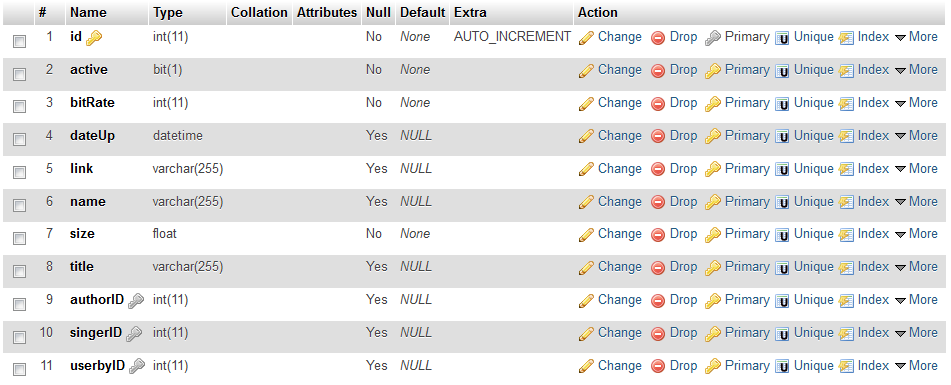 # Name Type Collation Attributes Null Default Extra Action
1 id int(11) No None AUTO_INCREMENT Change Drop Primary U Unique Index More
2 active bit(1) No None Change Drop Primary U Unique Index More
3 bitRate int(11) No None Change Drop Primary U Unique Index More
4 dateUp datetime Yes NULL Change Drop Primary U Unique Index More
5 link varchar(255) Yes NULL Change Drop Primary U Unique Index More
6 name varchar(255) Yes NULL Change Drop Primary U Unique Index More
7 size float No None Change Drop Primary U Unique Index More
8 title varchar(255) Yes NULL Change Drop Primary U Unique Index More
9 authorID int(11) Yes NULL Change Drop Primary U Unique Index More
10 singerID int(11) Yes NULL Change Drop Primary U Unique Index More
11 userbyID int(11) Yes NULL Change Drop Primary U Unique Index More